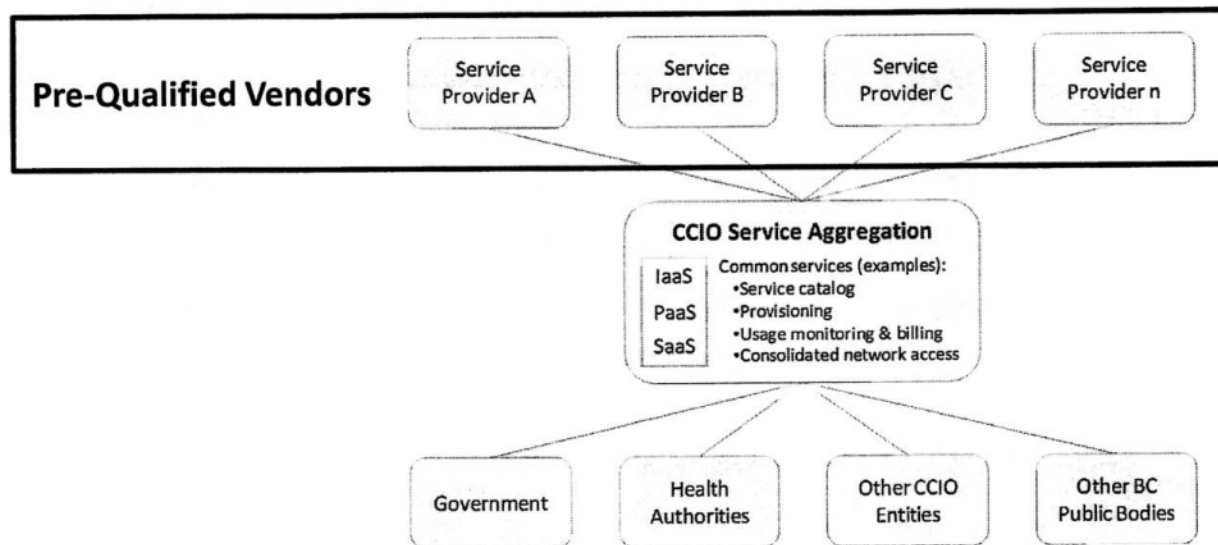 Pre-Qualified Vendors
Service
Provider A
Service
Provider B
Service
Provider C
Service
Provider n
CCIO Service Aggregation
IaaS
PaaS
SaaS
Common services (examples):
•Service catalog
•Provisioning
•Usage monitoring & billing
•Consolidated network access
Government
Health
Authorities
Other CCIO
Entities
Other BC
Public Bodies